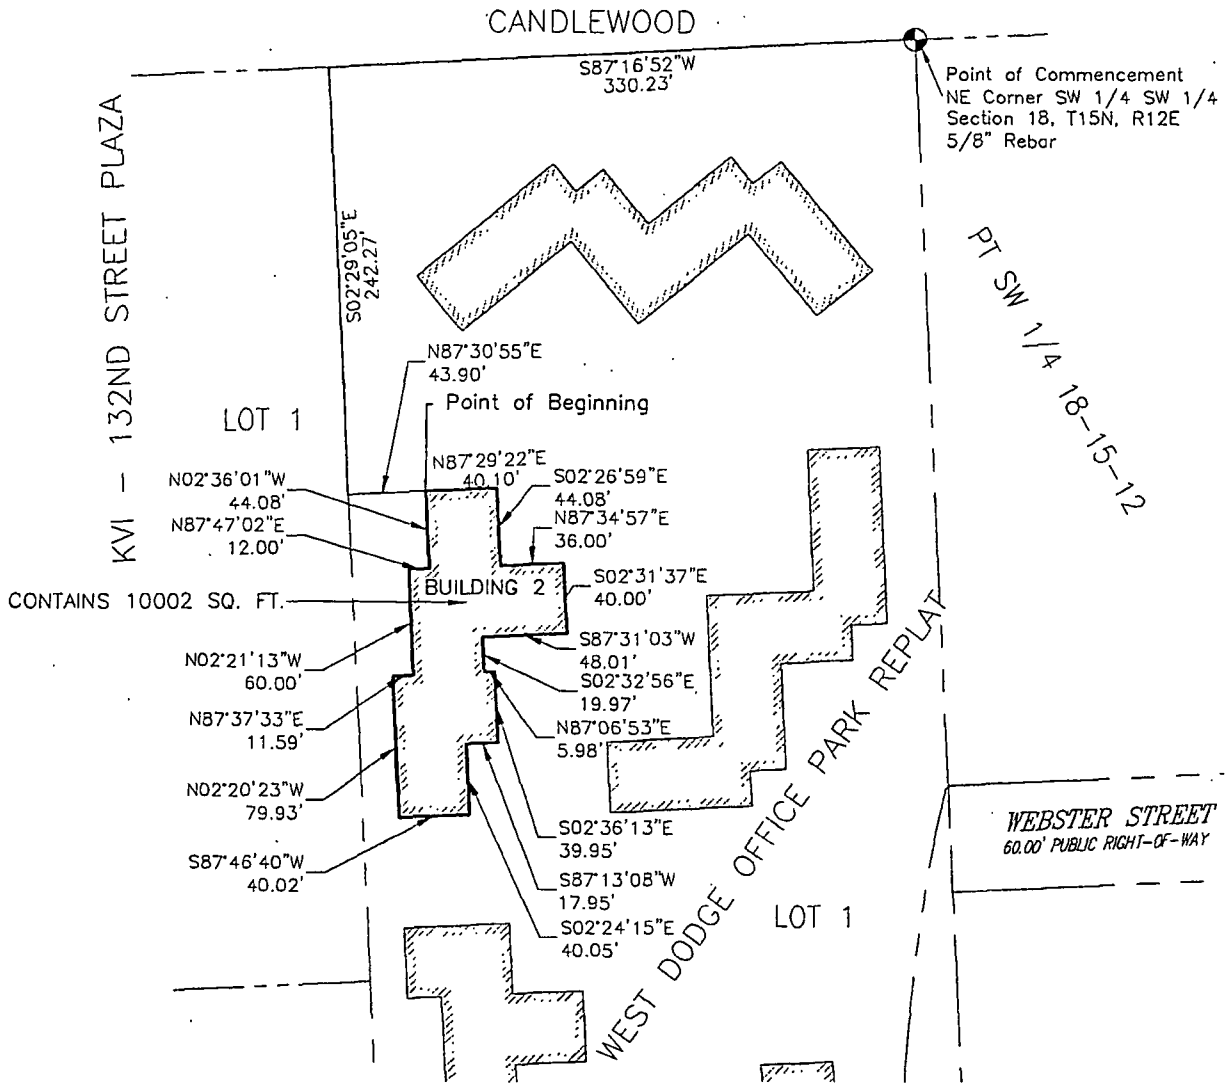 CANDLEWOOD
S87°16'52"W
330.23'
Point of Commencement
NE Corner SW 1/4 SW 1/4
Section 18, T15N, R12E
5/8" Rebar
KVI - 132ND STREET PLAZA
S02°29'05"E
242.27'
PT SW 1/4 18-15-12
N87°30'55"E
43.90'
Point of Beginning
LOT 1
N87°29'22"E
40.10'
N02°36'01"W
44.08'
S02°26'59"E
44.08'
N87°47'02"E
12.00'
N87°34'57"E
36.00'
BUILDING 2
S02°31'37"E
40.00'
CONTAINS 10002 SQ. FT.
S87°31'03"W
48.01'
N02°21'13"W
60.00'
S02°32'56"E
19.97'
N87°37'33"E
11.59'
N87°06'53"E
5.98'
N02°20'23"W
79.93'
S02°36'13"E
39.95'
S87°46'40"W
40.02'
S87°13'08"W
17.95'
S02°24'15"E
40.05'
WEST DODGE OFFICE PARK REPLAT
LOT 1
WEBSTER STREET
60.00' PUBLIC RIGHT-OF-WAY